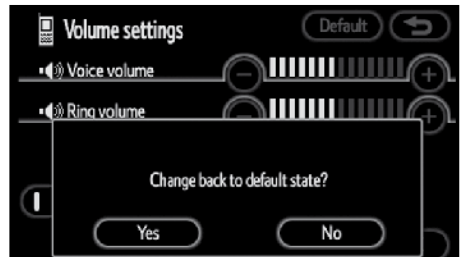 Volume settings
Default
Voice volume
Ring volume
Change back to default state?
Yes
No